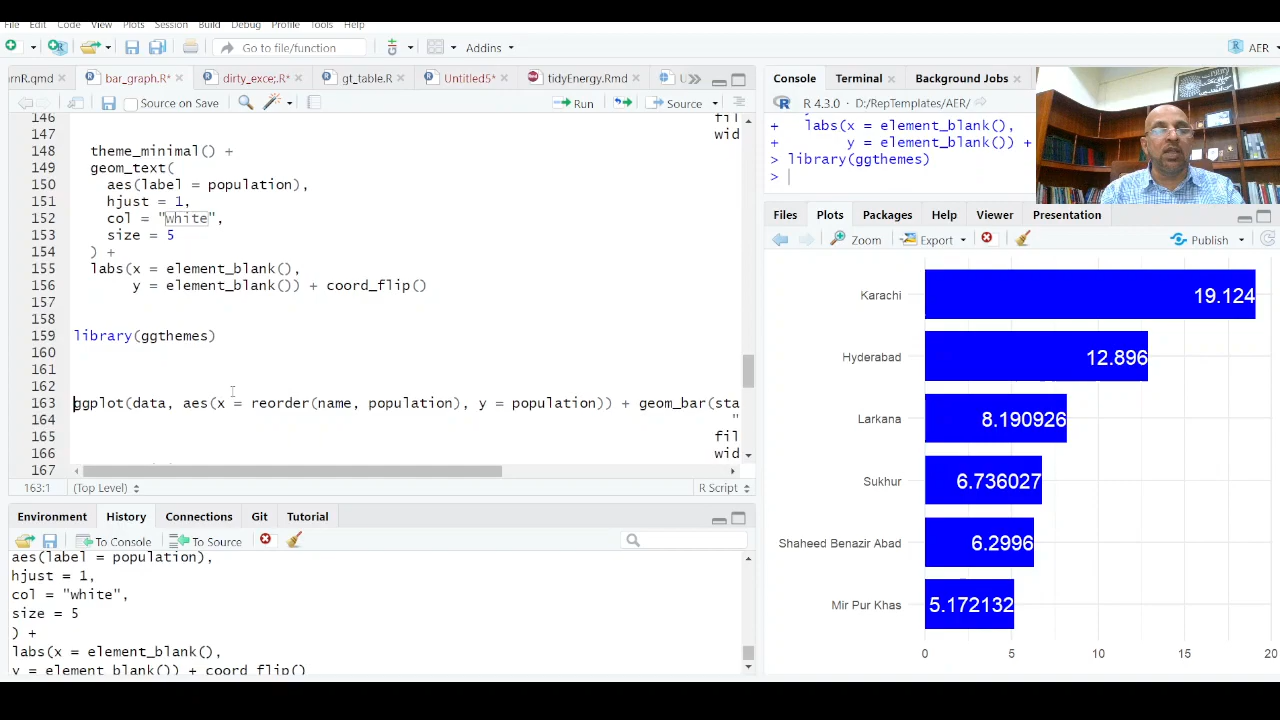 File Edit Code View Plots Session Build Debug Profile Tools Help
Go to file/function
Addins
AER
rnR.qmd
bar_graph.R*
dirty_exce;.R*
gt_table.R
Untitled5*
tidyEnergy.Rmd
Source on Save
Run
Source
146 fil
147 wid
148 theme_minimal() +
149 geom_text(
150 aes(label = population),
151 hjust = 1,
152 col = "white",
153 size = 5
154 ) +
155 labs(x = element_blank(),
156 y = element_blank()) + coord_flip()
157
158
159 library(ggthemes)
160
161
162
163 ggplot(data, aes(x = reorder(name, population), y = population)) + geom_bar(sta
164 "
165 fil
166 wid
167
163:1 (Top Level) R Script
Environment History Connections Git Tutorial
To Console To Source
aes(label = population),
hjust = 1,
col = "white",
size = 5
) +
labs(x = element_blank(),
y = element_blank()) + coord_flip()
Console Terminal Background Jobs
R 4.3.0 · D:/RepTemplates/AER/
+ labs(x = element_blank(),
+ y = element_blank()) +
> library(ggthemes)
>
Files Plots Packages Help Viewer Presentation
Zoom Export Publish
Karachi 19.124
Hyderabad 12.896
Larkana 8.190926
Sukhur 6.736027
Shaheed Benazir Abad 6.2996
Mir Pur Khas 5.172132
0 5 10 15 20